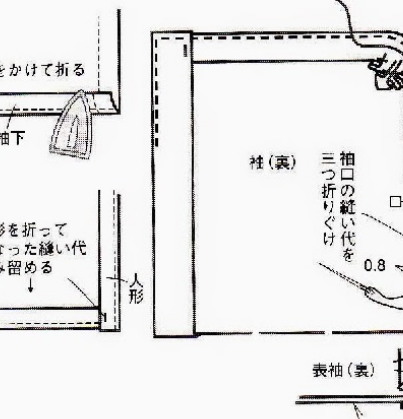 をかけて折る
袖下
形を折って
なった縫い代
み留める
人形
袖(裏)
袖口の縫い代を
三つ折りぐけ
0.8
表袖(裏)